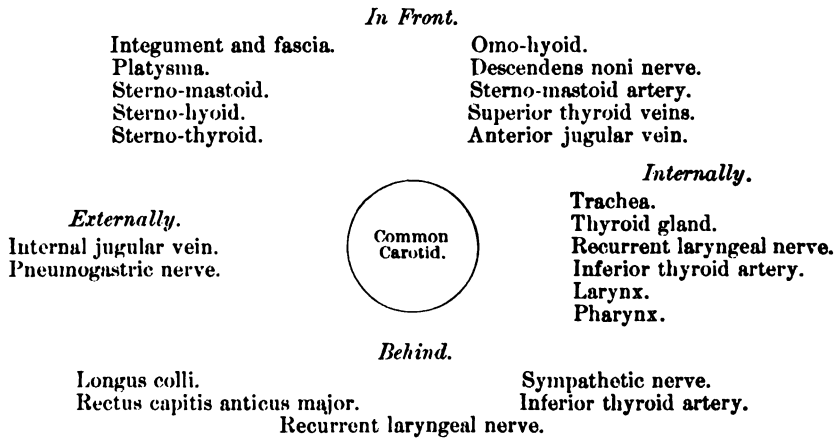 In Front.
Integument and fascia.
Platysma.
Sterno-mastoid.
Sterno-hyoid.
Sterno-thyroid.
Omo-hyoid.
Descendens noni nerve.
Sterno-mastoid artery.
Superior thyroid veins.
Anterior jugular vein.
Externally.
Internal jugular vein.
Pneumogastric nerve.
Common
Carotid.
Internally.
Trachea.
Thyroid gland.
Recurrent laryngeal nerve.
Inferior thyroid artery.
Larynx.
Pharynx.
Behind.
Longus colli.
Rectus capitis anticus major.
Sympathetic nerve.
Inferior thyroid artery.
Recurrent laryngeal nerve.